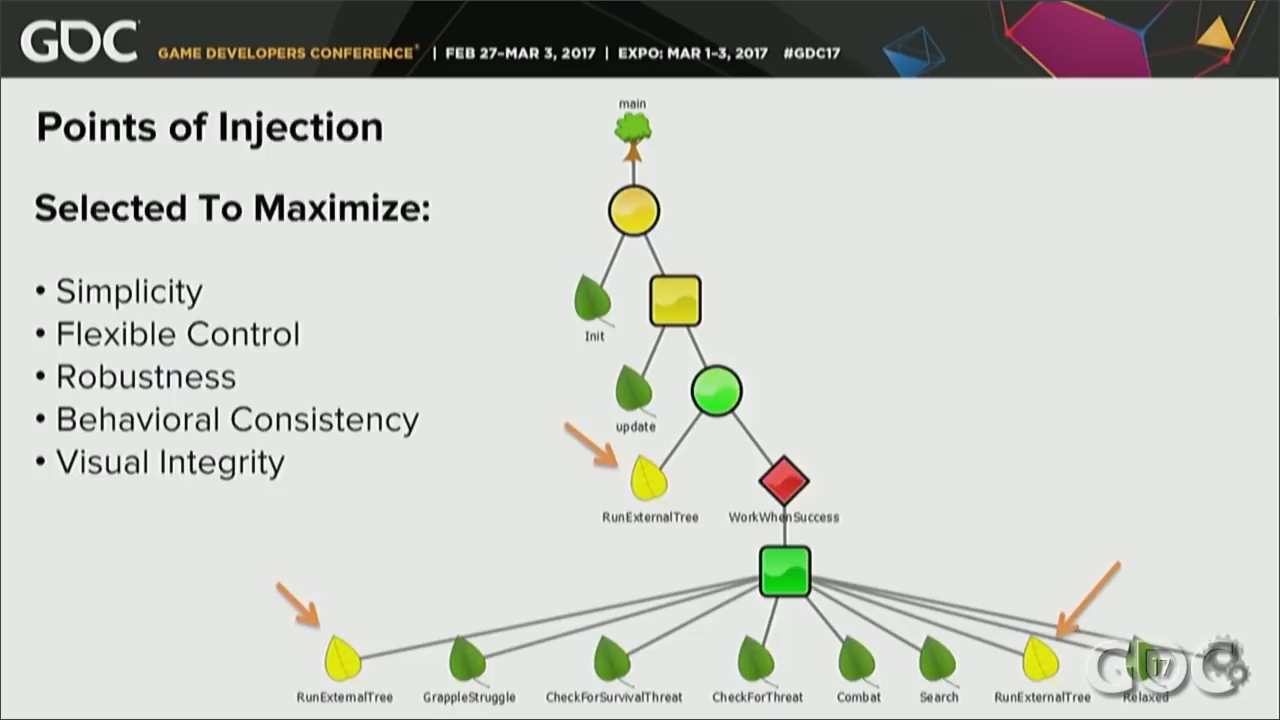 GDC
GAME DEVELOPERS CONFERENCE® | FEB 27–MAR 3, 2017 | EXPO: MAR 1–3, 2017 #GDC17
Points of Injection
Selected To Maximize:
• Simplicity
• Flexible Control
• Robustness
• Behavioral Consistency
• Visual Integrity
main
Init
update
RunExternalTree
WorkWhenSuccess
RunExternalTree
GrappleStruggle
CheckForSurvivalThreat
CheckForThreat
Combat
Search
RunExternalTree
Relaxed
GDC
17